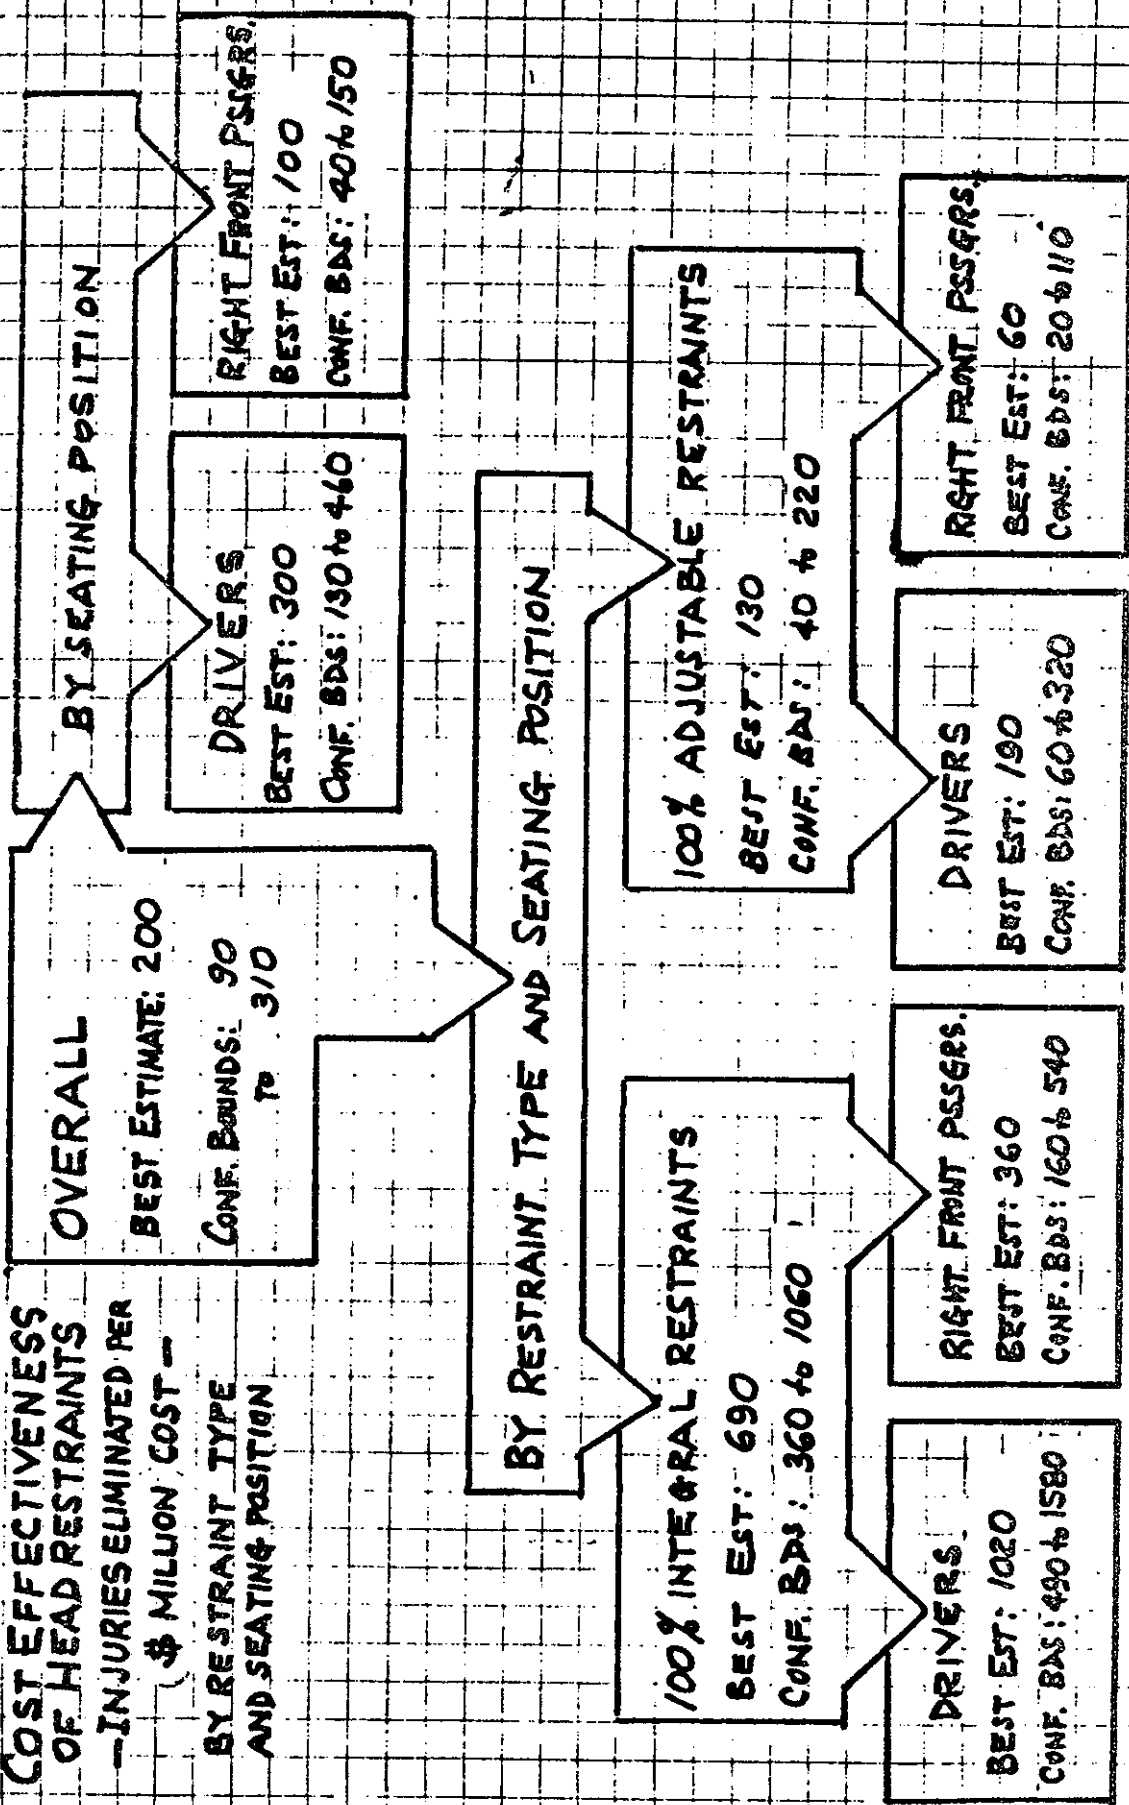 COST EFFECTIVENESS
OF HEAD RESTRAINTS
—INJURIES ELIMINATED PER
$ MILLION COST—
BY RESTRAINT TYPE
AND SEATING POSITION
OVERALL
BEST ESTIMATE: 200
CONF. BOUNDS: 90
TO 310
BY SEATING POSITION
DRIVERS
BEST EST: 300
CONF. BDS: 130 to 460
RIGHT FRONT PSSGRS.
BEST EST: 100
CONF. BDS: 40 to 150
BY RESTRAINT TYPE AND SEATING POSITION
100% INTEGRAL RESTRAINTS
BEST EST: 690
CONF. BDS: 360 to 1060
100% ADJUSTABLE RESTRAINTS
BEST EST: 130
CONF. BDS: 40 to 220
DRIVERS
BEST EST: 1020
CONF. BDS: 490 to 1580
RIGHT FRONT PSSGRS.
BEST EST: 360
CONF. BDS: 160 to 540
DRIVERS
BEST EST: 190
CONF. BDS: 60 to 320
RIGHT FRONT PSSGRS.
BEST EST: 60
CONF. BDS: 20 to 110